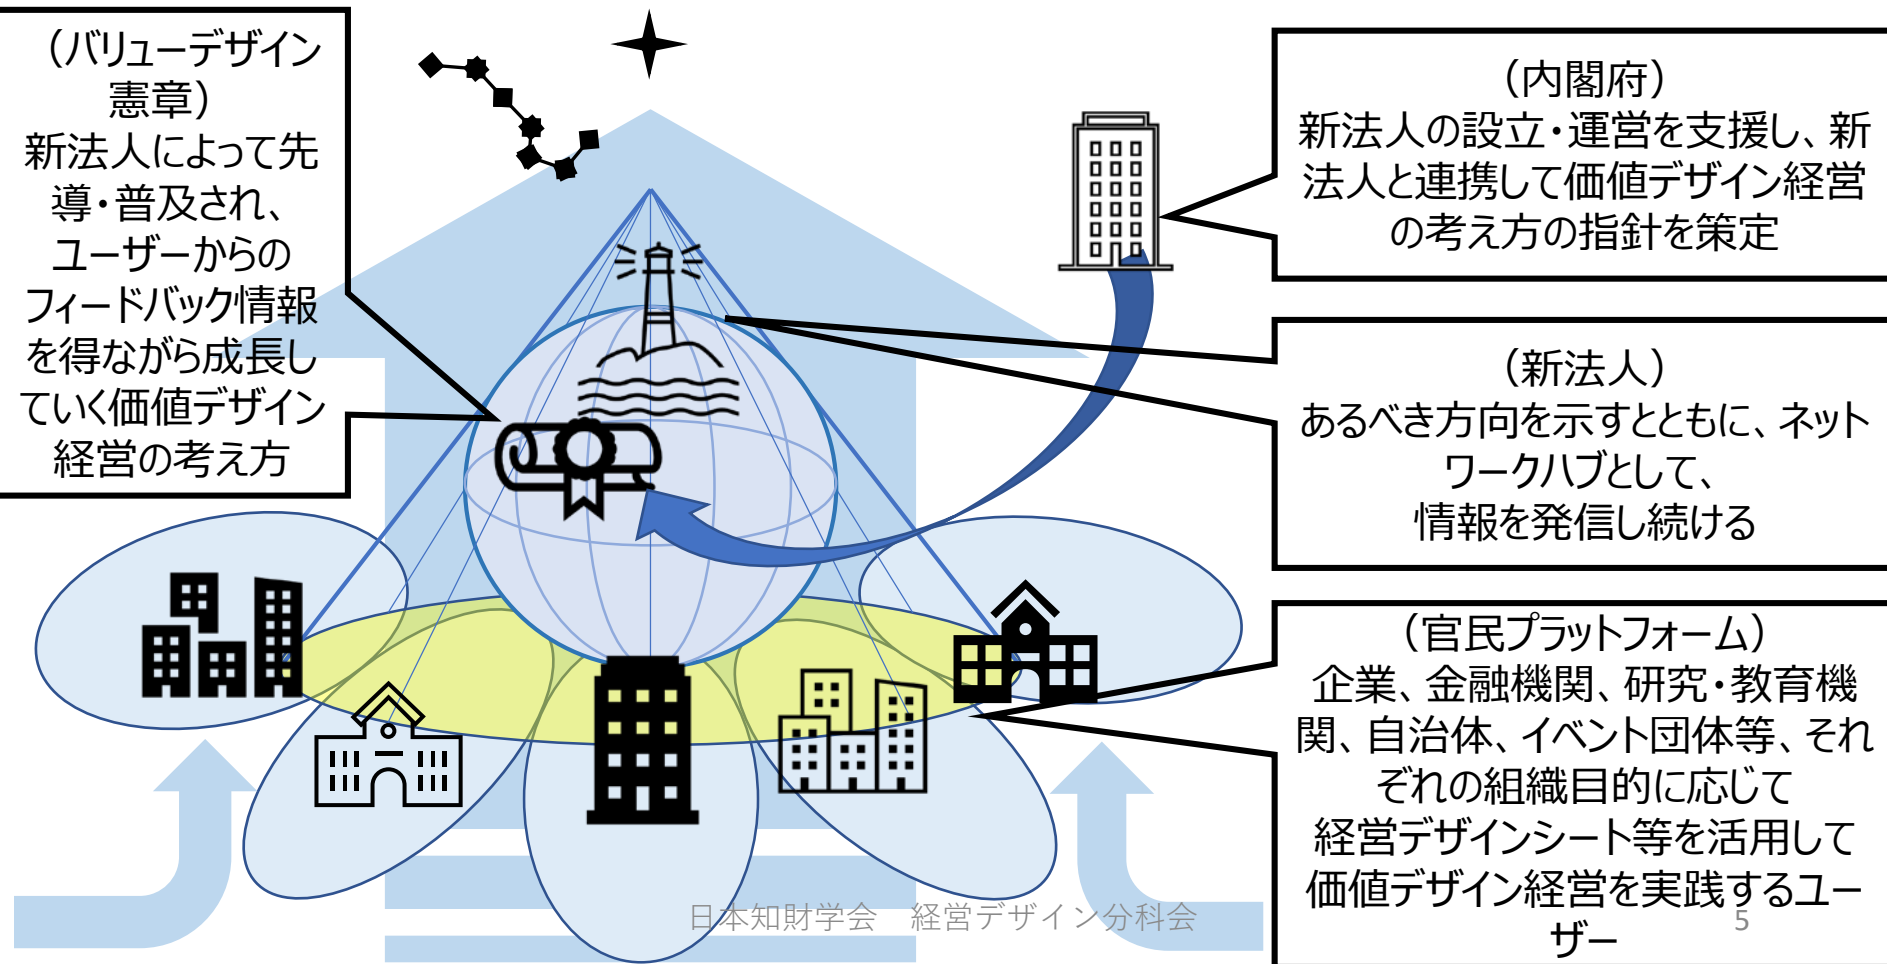 （バリューデザイン
憲章）
新法人によって先
導・普及され、
ユーザーからの
フィードバック情報
を得ながら成長し
ていく価値デザイン
経営の考え方
（内閣府）
新法人の設立・運営を支援し、新
法人と連携して価値デザイン経営
の考え方の指針を策定
（新法人）
あるべき方向を示すとともに、ネット
ワークハブとして、
情報を発信し続ける
（官民プラットフォーム）
企業、金融機関、研究・教育機
関、自治体、イベント団体等、それ
ぞれの組織目的に応じて
経営デザインシート等を活用して
価値デザイン経営を実践するユー
ザー
日本知財学会　経営デザイン分科会
5